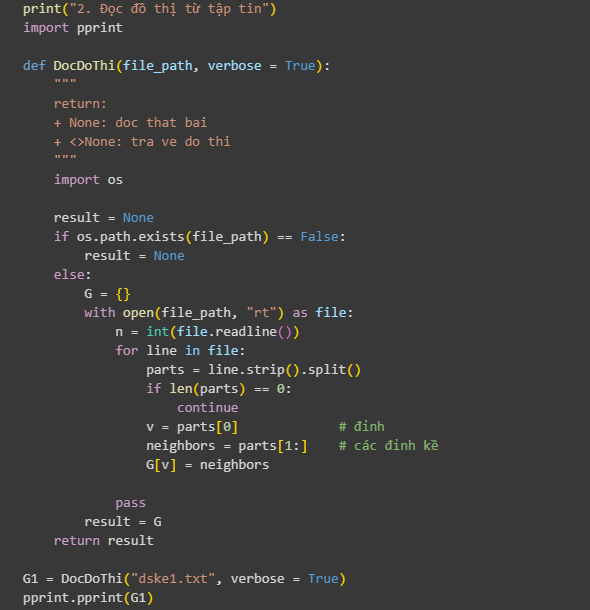 print("2. Đọc đồ thị từ tập tin")
import pprint

def DocDoThi(file_path, verbose = True):
    """
    return:
    + None: doc that bai
    + <>None: tra ve do thi
    """
    import os

    result = None
    if os.path.exists(file_path) == False:
        result = None
    else:
        G = {}
        with open(file_path, "rt") as file:
            n = int(file.readline())
            for line in file:
                parts = line.strip().split()
                if len(parts) == 0:
                    continue
                v = parts[0]             # đỉnh
                neighbors = parts[1:]    # các đỉnh kề
                G[v] = neighbors

            pass
        result = G
    return result

G1 = DocDoThi("dske1.txt", verbose = True)
pprint.pprint(G1)